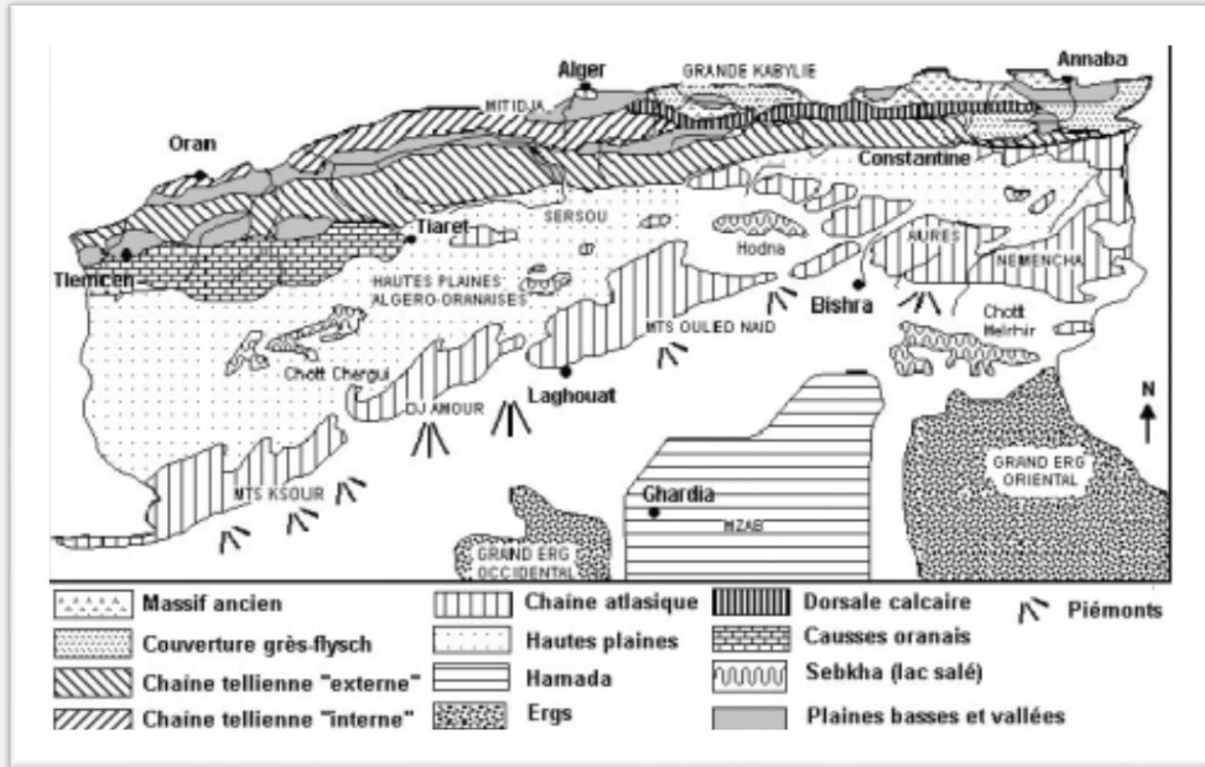 Annaba
Alger
GRANDE KABYLIE
MITIDJA
Oran
Constantine
SERSOU
Tiaret
Hodna
AURES
NEMENCHA
Tlemcen
HAUTES PLAINES
ALGERO-ORANAISES
Bishra
Chott
Melrhir
MTS OULIED NAID
Chott Chergui
Laghouat
DJ AMOUR
N
GRAND ERG
ORIENTAL
MTS KSOUR
Ghardia
MZAB
GRAND ERG
OCCIDENTAL
Massif ancien
Chaine atlasique
Dorsale calcaire
Piémonts
Couverture grès-flysch
Hautes plaines
Causses oranais
Chaine tellienne "externe"
Hamada
Sebkha (lac salé)
Chaine tellienne "interne"
Ergs
Plaines basses et vallées